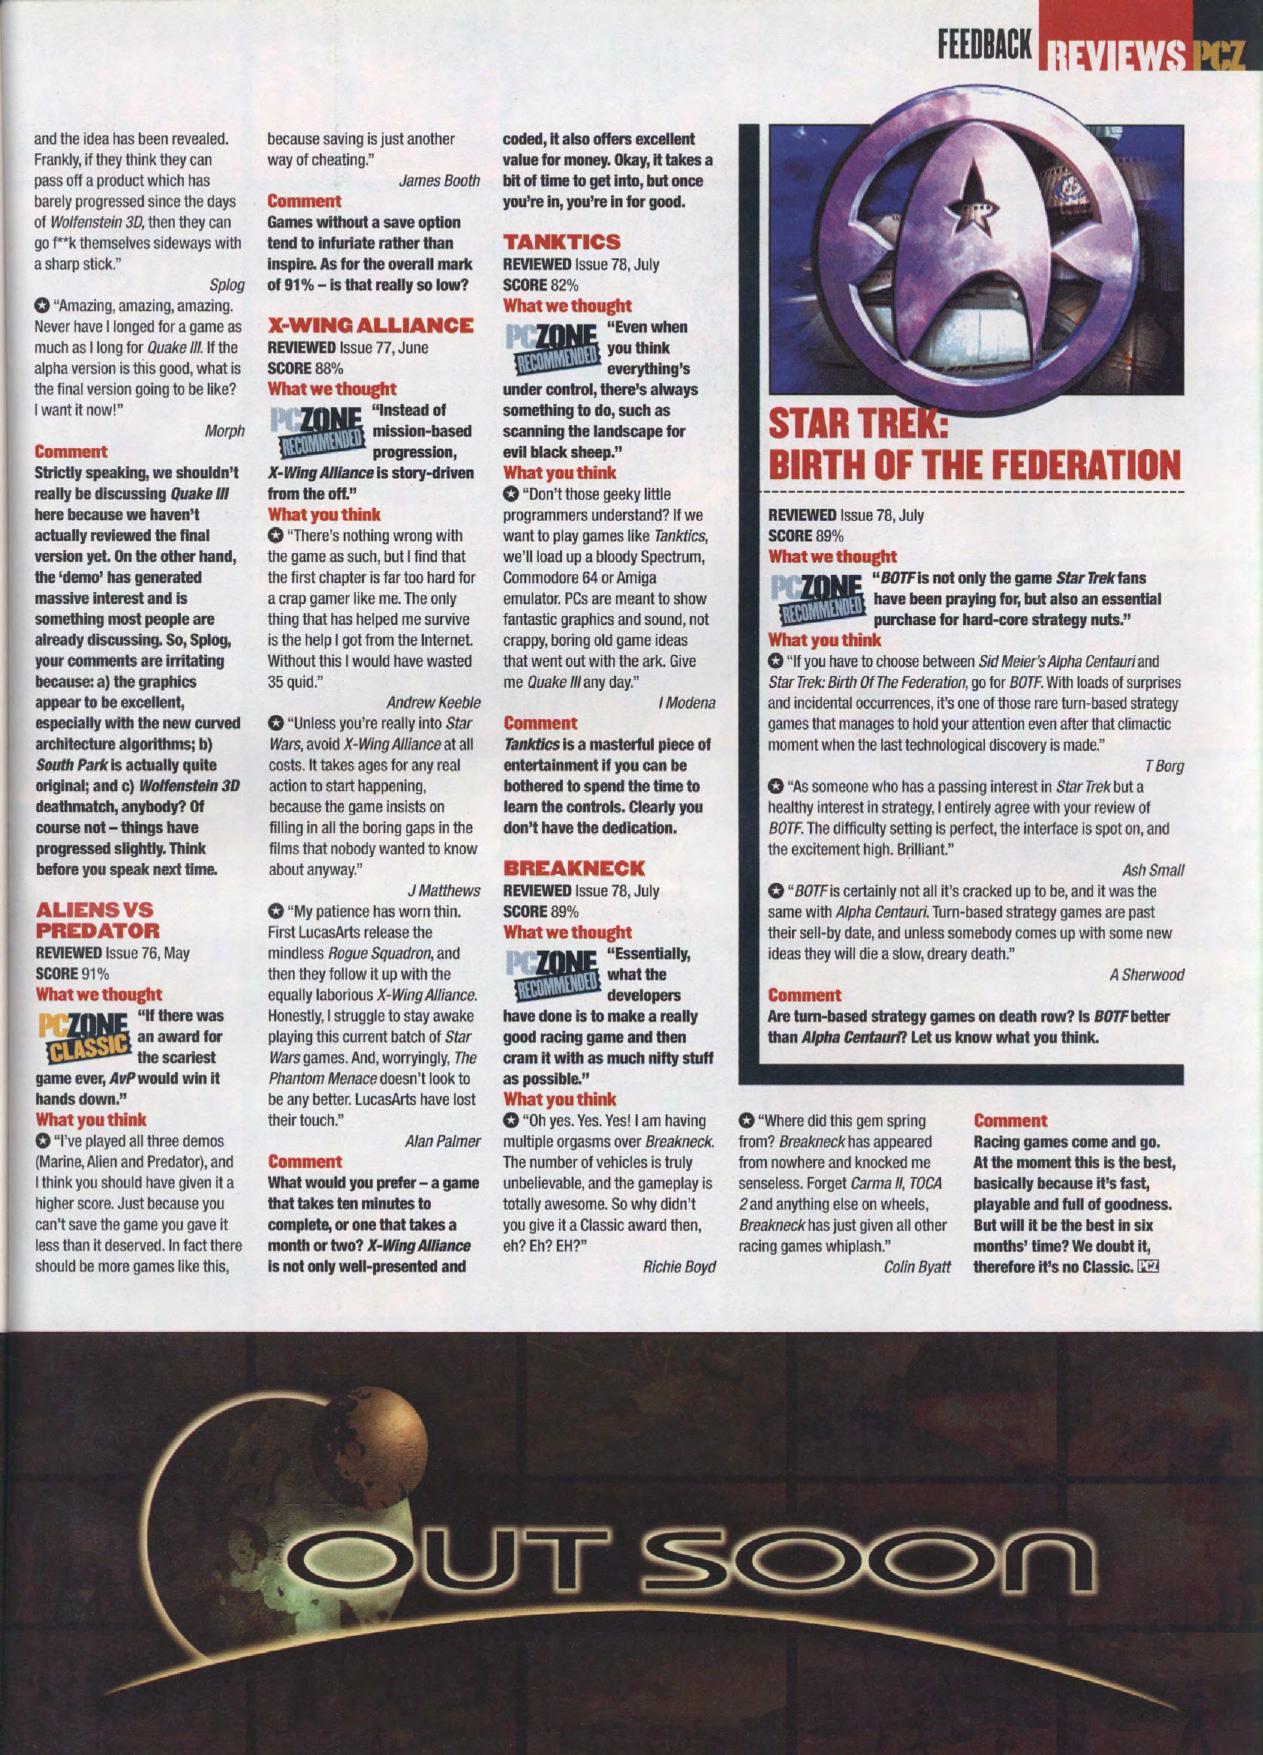 FEEDBACK REVIEWS PCZ
and the idea has been revealed.
Frankly, if they think they can
pass off a product which has
barely progressed since the days
of Wolfenstein 3D, then they can
go f**k themselves sideways with
a sharp stick."
Splog
"Amazing, amazing, amazing.
Never have I longed for a game as
much as I long for Quake III. If the
alpha version is this good, what is
the final version going to be like?
I want it now!"
Morph
Comment
Strictly speaking, we shouldn't
really be discussing Quake III
here because we haven't
actually reviewed the final
version yet. On the other hand,
the 'demo' has generated
massive interest and is
something most people are
already discussing. So, Splog,
your comments are irritating
because: a) the graphics
appear to be excellent,
especially with the new curved
architecture algorithms; b)
South Park is actually quite
original; and c) Wolfenstein 3D
deathmatch, anybody? Of
course not – things have
progressed slightly. Think
before you speak next time.
ALIENS VS
PREDATOR
REVIEWED Issue 76, May
SCORE 91%
What we thought
PCZONE
CLASSIC
"If there was
an award for
the scariest
game ever, AvP would win it
hands down."
What you think
"I've played all three demos
(Marine, Alien and Predator), and
I think you should have given it a
higher score. Just because you
can't save the game you gave it
less than it deserved. In fact there
should be more games like this,
because saving is just another
way of cheating."
James Booth
Comment
Games without a save option
tend to infuriate rather than
inspire. As for the overall mark
of 91% – is that really so low?
X-WING ALLIANCE
REVIEWED Issue 77, June
SCORE 88%
What we thought
PCZONE
RECOMMENDED
"Instead of
mission-based
progression,
X-Wing Alliance is story-driven
from the off."
What you think
"There's nothing wrong with
the game as such, but I find that
the first chapter is far too hard for
a crap gamer like me. The only
thing that has helped me survive
is the help I got from the Internet.
Without this I would have wasted
35 quid."
Andrew Keeble
"Unless you're really into Star
Wars, avoid X-Wing Alliance at all
costs. It takes ages for any real
action to start happening,
because the game insists on
filling in all the boring gaps in the
films that nobody wanted to know
about anyway."
J Matthews
"My patience has worn thin.
First LucasArts release the
mindless Rogue Squadron, and
then they follow it up with the
equally laborious X-Wing Alliance.
Honestly, I struggle to stay awake
playing this current batch of Star
Wars games. And, worryingly, The
Phantom Menace doesn't look to
be any better. LucasArts have lost
their touch."
Alan Palmer
Comment
What would you prefer – a game
that takes ten minutes to
complete, or one that takes a
month or two? X-Wing Alliance
is not only well-presented and
coded, it also offers excellent
value for money. Okay, it takes a
bit of time to get into, but once
you're in, you're in for good.
TANKTICS
REVIEWED Issue 78, July
SCORE 82%
What we thought
PCZONE
RECOMMENDED
"Even when
you think
everything's
under control, there's always
something to do, such as
scanning the landscape for
evil black sheep."
What you think
"Don't those geeky little
programmers understand? If we
want to play games like Tanktics,
we'll load up a bloody Spectrum,
Commodore 64 or Amiga
emulator. PCs are meant to show
fantastic graphics and sound, not
crappy, boring old game ideas
that went out with the ark. Give
me Quake III any day."
I Modena
Comment
Tanktics is a masterful piece of
entertainment if you can be
bothered to spend the time to
learn the controls. Clearly you
don't have the dedication.
BREAKNECK
REVIEWED Issue 78, July
SCORE 89%
What we thought
PCZONE
RECOMMENDED
"Essentially,
what the
developers
have done is to make a really
good racing game and then
cram it with as much nifty stuff
as possible."
What you think
"Oh yes. Yes. Yes! I am having
multiple orgasms over Breakneck.
The number of vehicles is truly
unbelievable, and the gameplay is
totally awesome. So why didn't
you give it a Classic award then,
eh? Eh? EH?"
Richie Boyd
"Where did this gem spring
from? Breakneck has appeared
from nowhere and knocked me
senseless. Forget Carma II, TOCA
2 and anything else on wheels,
Breakneck has just given all other
racing games whiplash."
Colin Byatt
Comment
Racing games come and go.
At the moment this is the best,
basically because it's fast,
playable and full of goodness.
But will it be the best in six
months' time? We doubt it,
therefore it's no Classic. PCZ
STAR TREK:
BIRTH OF THE FEDERATION
REVIEWED Issue 78, July
SCORE 89%
What we thought
PCZONE
RECOMMENDED
"BOTF is not only the game Star Trek fans
have been praying for, but also an essential
purchase for hard-core strategy nuts."
What you think
"If you have to choose between Sid Meier's Alpha Centauri and
Star Trek: Birth Of The Federation, go for BOTF. With loads of surprises
and incidental occurrences, it's one of those rare turn-based strategy
games that manages to hold your attention even after that climactic
moment when the last technological discovery is made."
T Borg
"As someone who has a passing interest in Star Trek but a
healthy interest in strategy, I entirely agree with your review of
BOTF. The difficulty setting is perfect, the interface is spot on, and
the excitement high. Brilliant."
Ash Small
"BOTF is certainly not all it's cracked up to be, and it was the
same with Alpha Centauri. Turn-based strategy games are past
their sell-by date, and unless somebody comes up with some new
ideas they will die a slow, dreary death."
A Sherwood
Comment
Are turn-based strategy games on death row? Is BOTF better
than Alpha Centauri? Let us know what you think.
OUT SOON